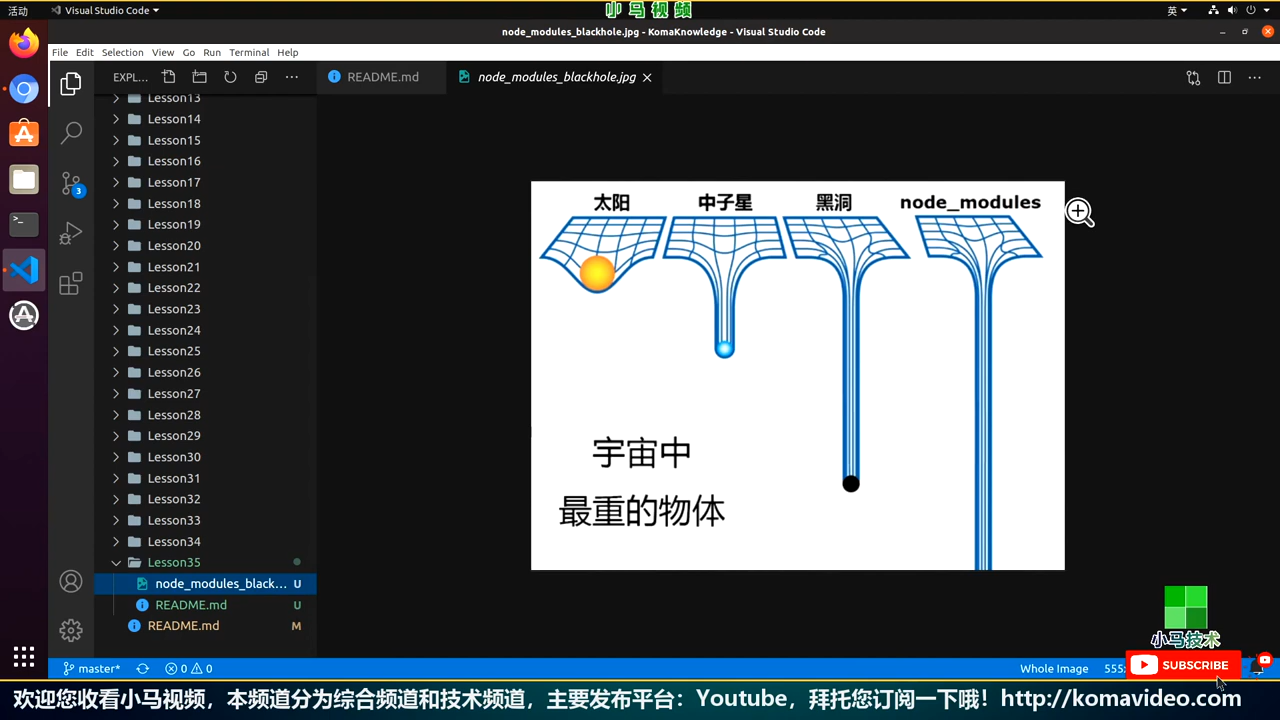 活动
Visual Studio Code
小马视频
英
node_modules_blackhole.jpg - KomaKnowledge - Visual Studio Code
File Edit Selection View Go Run Terminal Help
EXPL...
README.md
node_modules_blackhole.jpg
Lesson13
Lesson14
Lesson15
Lesson16
Lesson17
Lesson18
Lesson19
Lesson20
Lesson21
Lesson22
Lesson23
Lesson24
Lesson25
Lesson26
Lesson27
Lesson28
Lesson29
Lesson30
Lesson31
Lesson32
Lesson33
Lesson34
Lesson35
node_modules_black... U
README.md U
README.md M
3
太阳 中子星 黑洞 node_modules
宇宙中
最重的物体
小马技术
SUBSCRIBE
master* 0 0
Whole Image
欢迎您收看小马视频，本频道分为综合频道和技术频道，主要发布平台：Youtube，拜托您订阅一下哦！http://komavideo.com